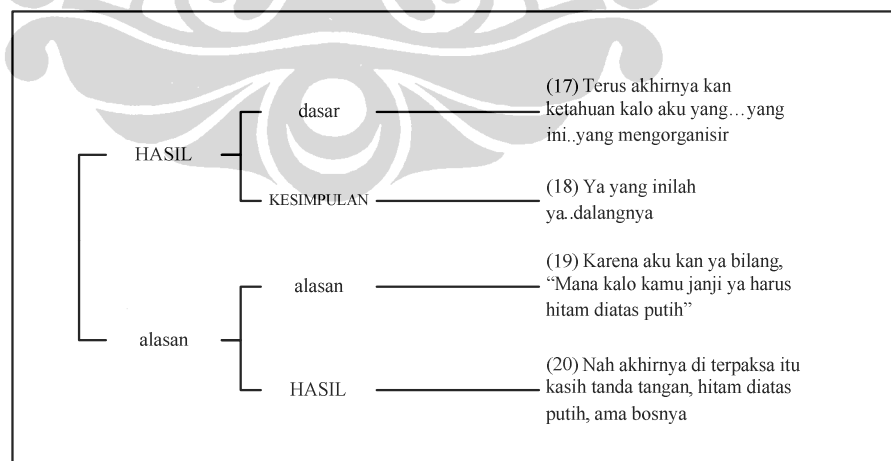 (17) Terus akhirnya kan
dasar
ketahuan kalo aku yang…yang
ini..yang mengorganisir
HASIL
(18) Ya yang inilah
KESIMPULAN
ya..dalangnya
(19) Karena aku kan ya bilang,
alasan
“Mana kalo kamu janji ya harus
hitam diatas putih”
alasan
(20) Nah akhirnya di terpaksa itu
HASIL
kasih tanda tangan, hitam diatas
putih, ama bosnya